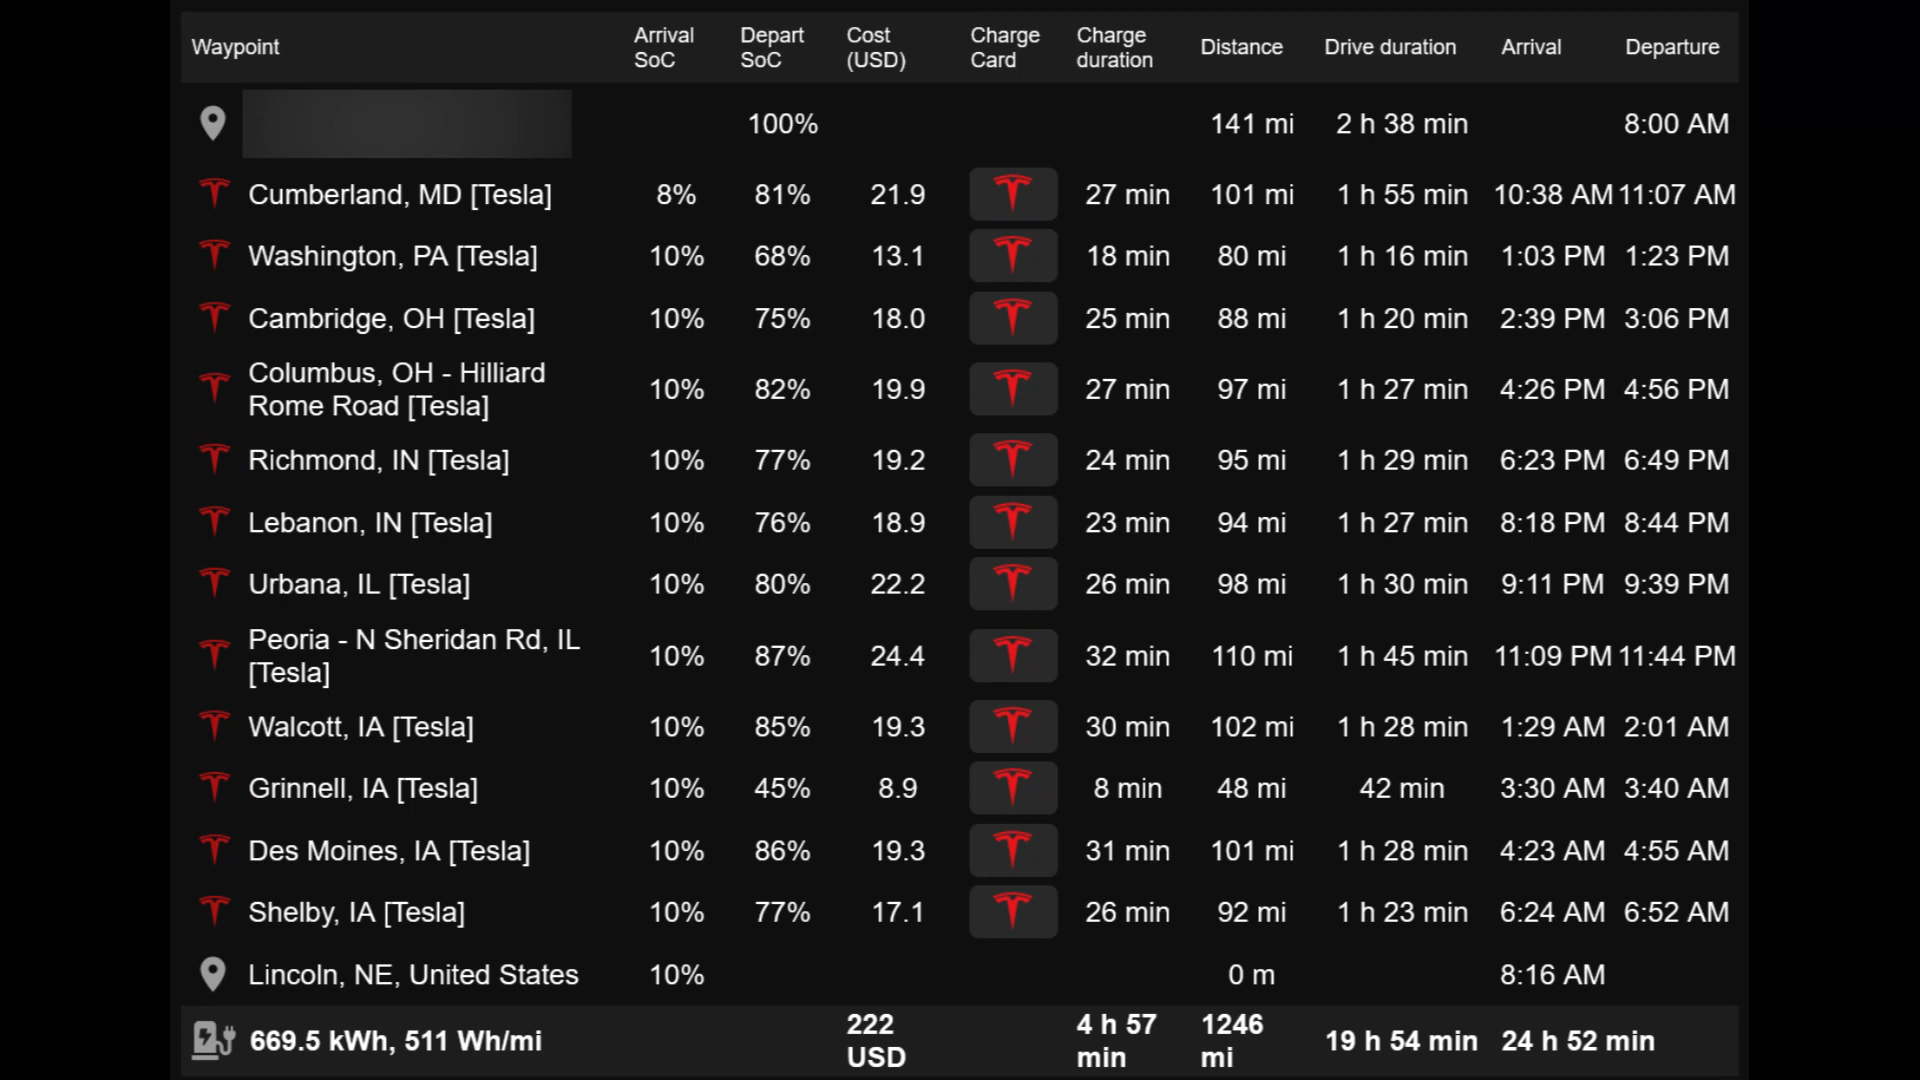 Waypoint Arrival SoC Depart SoC Cost (USD) Charge Card Charge duration Distance Drive duration Arrival Departure
100% 141 mi 2 h 38 min 8:00 AM
Cumberland, MD [Tesla] 8% 81% 21.9 27 min 101 mi 1 h 55 min 10:38 AM 11:07 AM
Washington, PA [Tesla] 10% 68% 13.1 18 min 80 mi 1 h 16 min 1:03 PM 1:23 PM
Cambridge, OH [Tesla] 10% 75% 18.0 25 min 88 mi 1 h 20 min 2:39 PM 3:06 PM
Columbus, OH - Hilliard
Rome Road [Tesla] 10% 82% 19.9 27 min 97 mi 1 h 27 min 4:26 PM 4:56 PM
Richmond, IN [Tesla] 10% 77% 19.2 24 min 95 mi 1 h 29 min 6:23 PM 6:49 PM
Lebanon, IN [Tesla] 10% 76% 18.9 23 min 94 mi 1 h 27 min 8:18 PM 8:44 PM
Urbana, IL [Tesla] 10% 80% 22.2 26 min 98 mi 1 h 30 min 9:11 PM 9:39 PM
Peoria - N Sheridan Rd, IL
[Tesla] 10% 87% 24.4 32 min 110 mi 1 h 45 min 11:09 PM 11:44 PM
Walcott, IA [Tesla] 10% 85% 19.3 30 min 102 mi 1 h 28 min 1:29 AM 2:01 AM
Grinnell, IA [Tesla] 10% 45% 8.9 8 min 48 mi 42 min 3:30 AM 3:40 AM
Des Moines, IA [Tesla] 10% 86% 19.3 31 min 101 mi 1 h 28 min 4:23 AM 4:55 AM
Shelby, IA [Tesla] 10% 77% 17.1 26 min 92 mi 1 h 23 min 6:24 AM 6:52 AM
Lincoln, NE, United States 10% 0 m 8:16 AM
669.5 kWh, 511 Wh/mi 222 USD 4 h 57 min 1246 mi 19 h 54 min 24 h 52 min